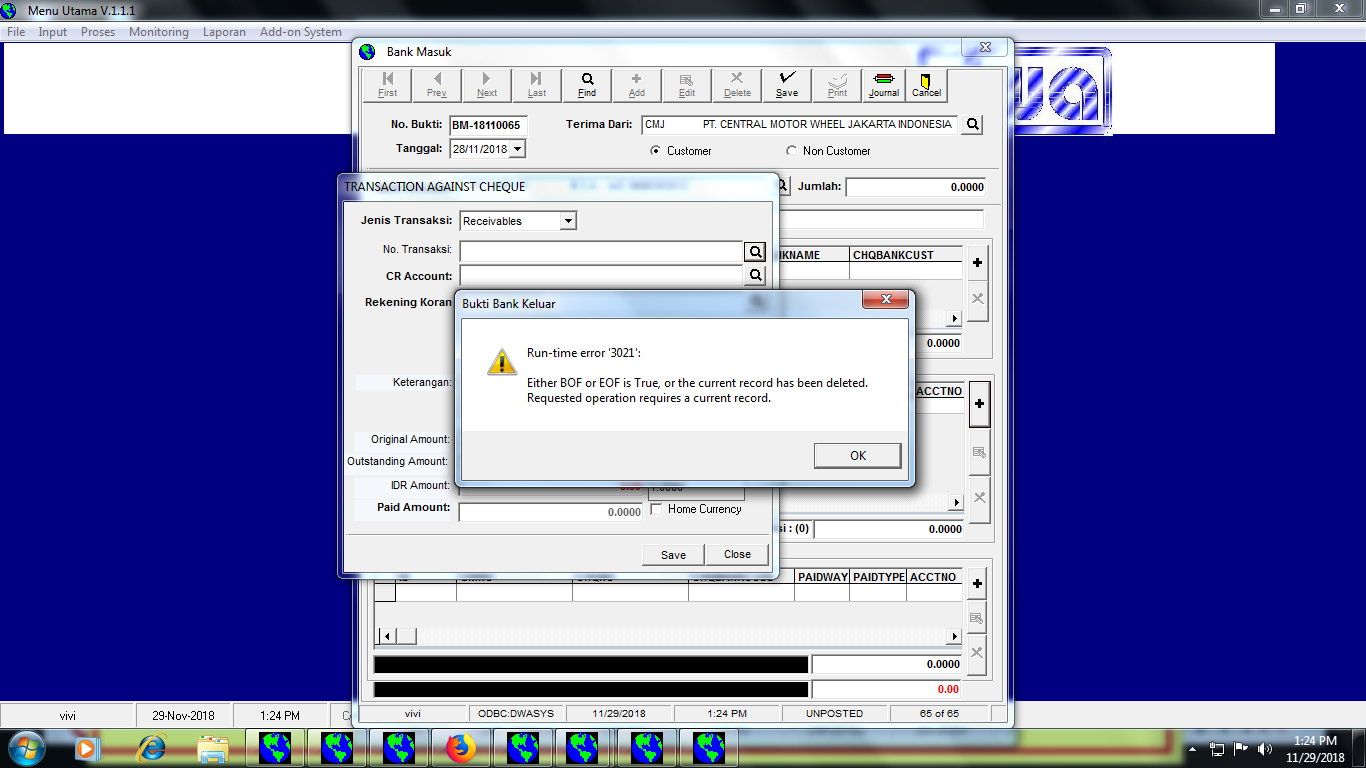 Menu Utama V.1.1.1
File Input Proses Monitoring Laporan Add-on System
Bank Masuk
First Prev Next Last Find Add Edit Delete Save Print Journal Cancel
No. Bukti: BM-18110065 Terima Dari: CMJ PT. CENTRAL MOTOR WHEEL JAKARTA INDONESIA
Tanggal: 28/11/2018 Customer Non Customer
TRANSACTION AGAINST CHEQUE
Jumlah: 0.0000
Jenis Transaksi: Receivables
No. Transaksi:
KNAME CHQBANKCUST
CR Account:
Rekening Koran
Bukti Bank Keluar
0.0000
Run-time error '3021':
Either BOF or EOF is True, or the current record has been deleted.
Requested operation requires a current record.
OK
Keterangan:
ACCTNO
Original Amount:
Outstanding Amount:
IDR Amount:
Paid Amount: 0.0000 Home Currency
si : (0) 0.0000
Save Close
PAIDWAY PAIDTYPE ACCTNO
0.0000
0.00
vivi ODBC:DWASYS 11/29/2018 1:24 PM UNPOSTED 65 of 65
vivi 29-Nov-2018 1:24 PM
1:24 PM
11/29/2018